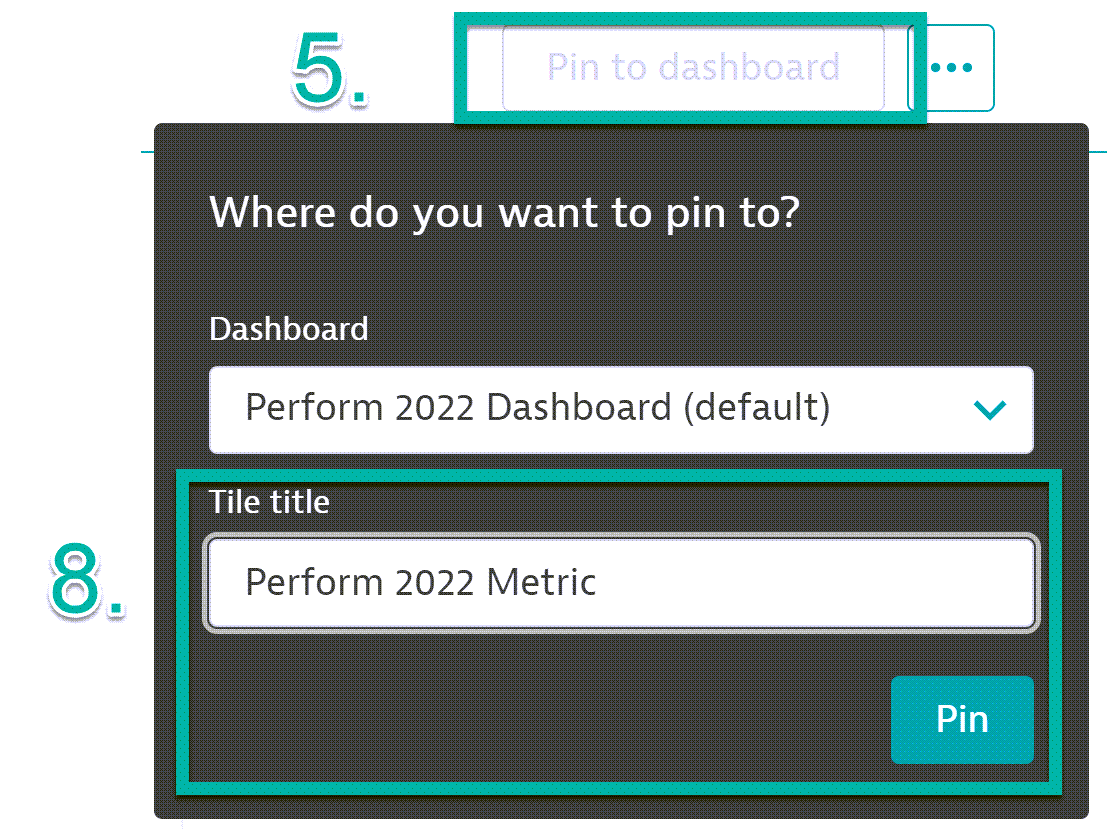 5.
Pin to dashboard
•••
Where do you want to pin to?
Dashboard
Perform 2022 Dashboard (default)
Tile title
8.
Perform 2022 Metric
Pin